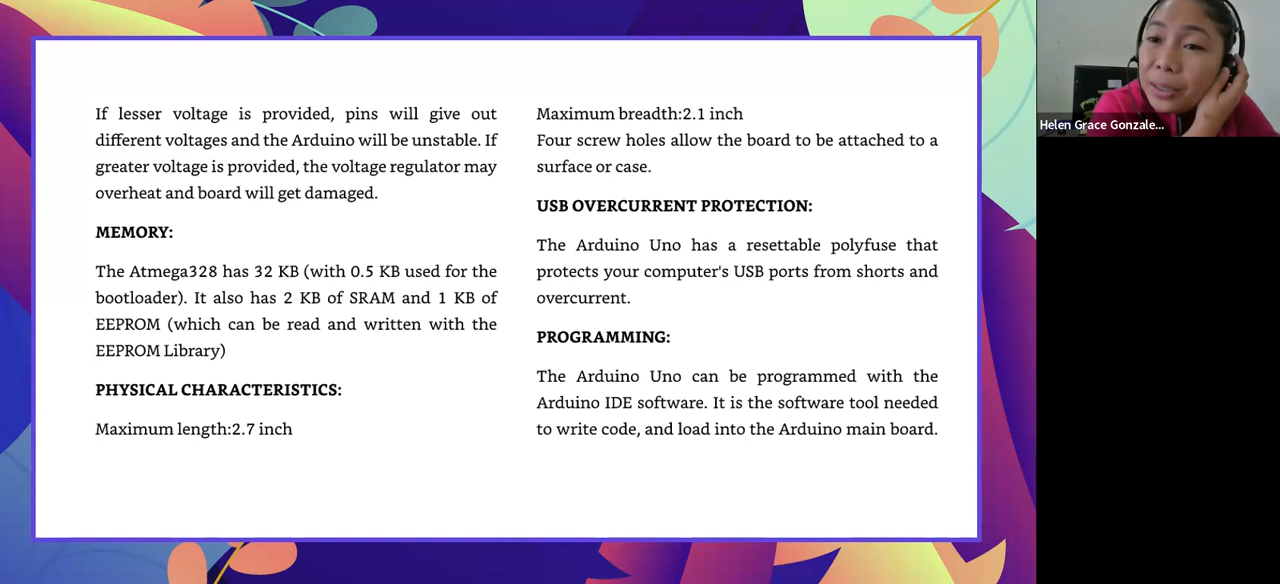 If lesser voltage is provided, pins will give out
different voltages and the Arduino will be unstable. If
greater voltage is provided, the voltage regulator may
overheat and board will get damaged.
MEMORY:
The Atmega328 has 32 KB (with 0.5 KB used for the
bootloader). It also has 2 KB of SRAM and 1 KB of
EEPROM (which can be read and written with the
EEPROM Library)
PHYSICAL CHARACTERISTICS:
Maximum length:2.7 inch
Maximum breadth:2.1 inch
Four screw holes allow the board to be attached to a
surface or case.
USB OVERCURRENT PROTECTION:
The Arduino Uno has a resettable polyfuse that
protects your computer's USB ports from shorts and
overcurrent.
PROGRAMMING:
The Arduino Uno can be programmed with the
Arduino IDE software. It is the software tool needed
to write code, and load into the Arduino main board.
Helen Grace Gonzale...